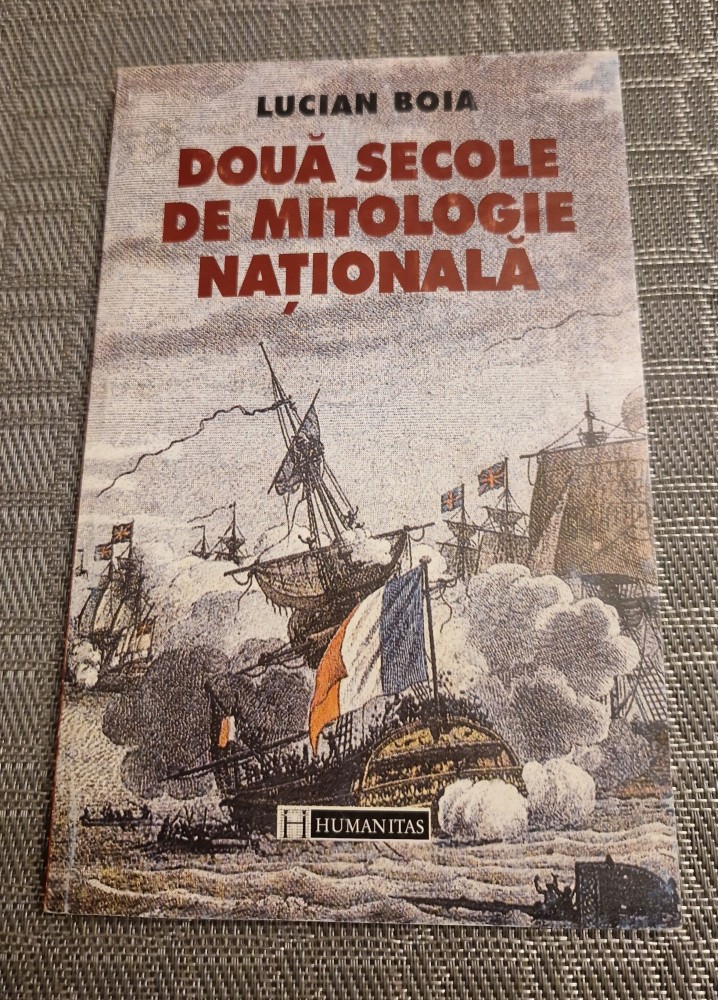 LUCIAN BOIA
DOUĂ SECOLE
DE MITOLOGIE
NAȚIONALĂ
HUMANITAS